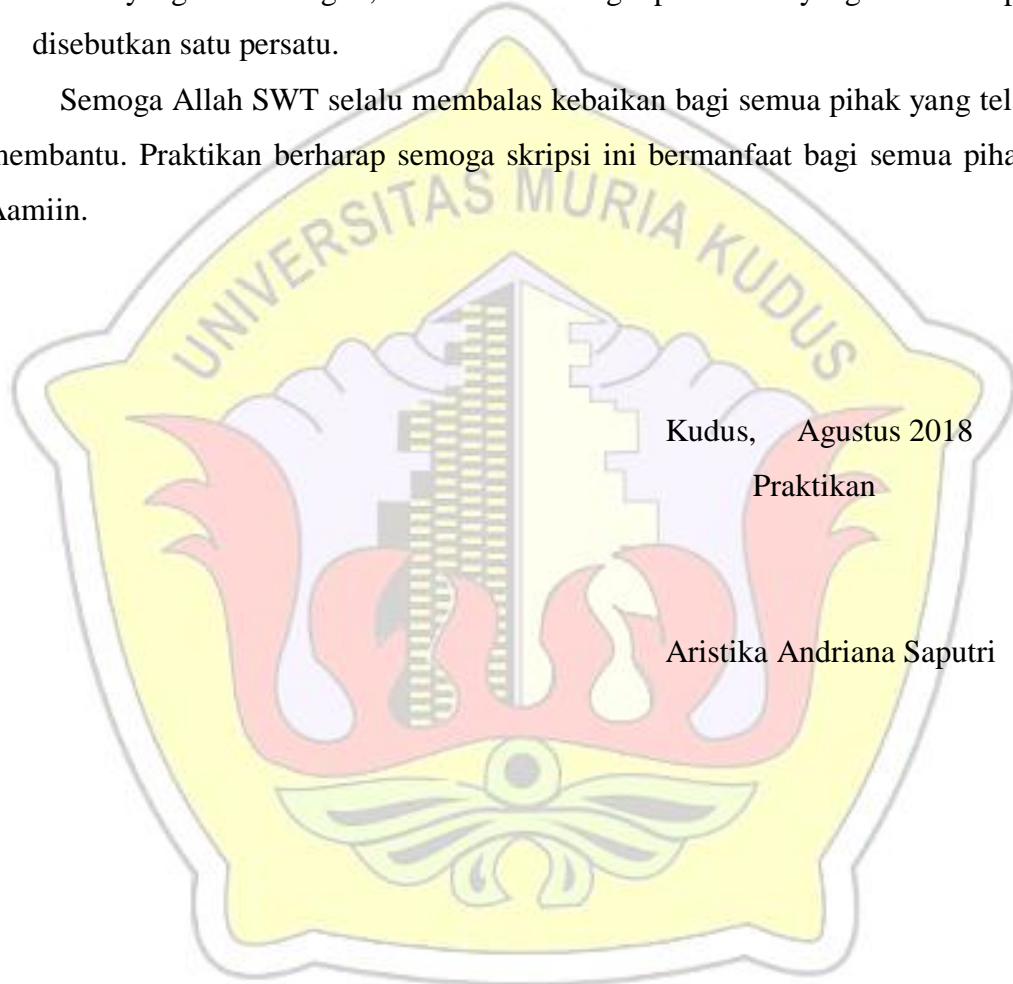 disebutkan satu persatu.
Semoga Allah SWT selalu membalas kebaikan bagi semua pihak yang tel
membantu. Praktikan berharap semoga skripsi ini bermanfaat bagi semua piha
Aamiin.
UNIVERSITAS MURIA KUDUS
Kudus, Agustus 2018
Praktikan
Aristika Andriana Saputri